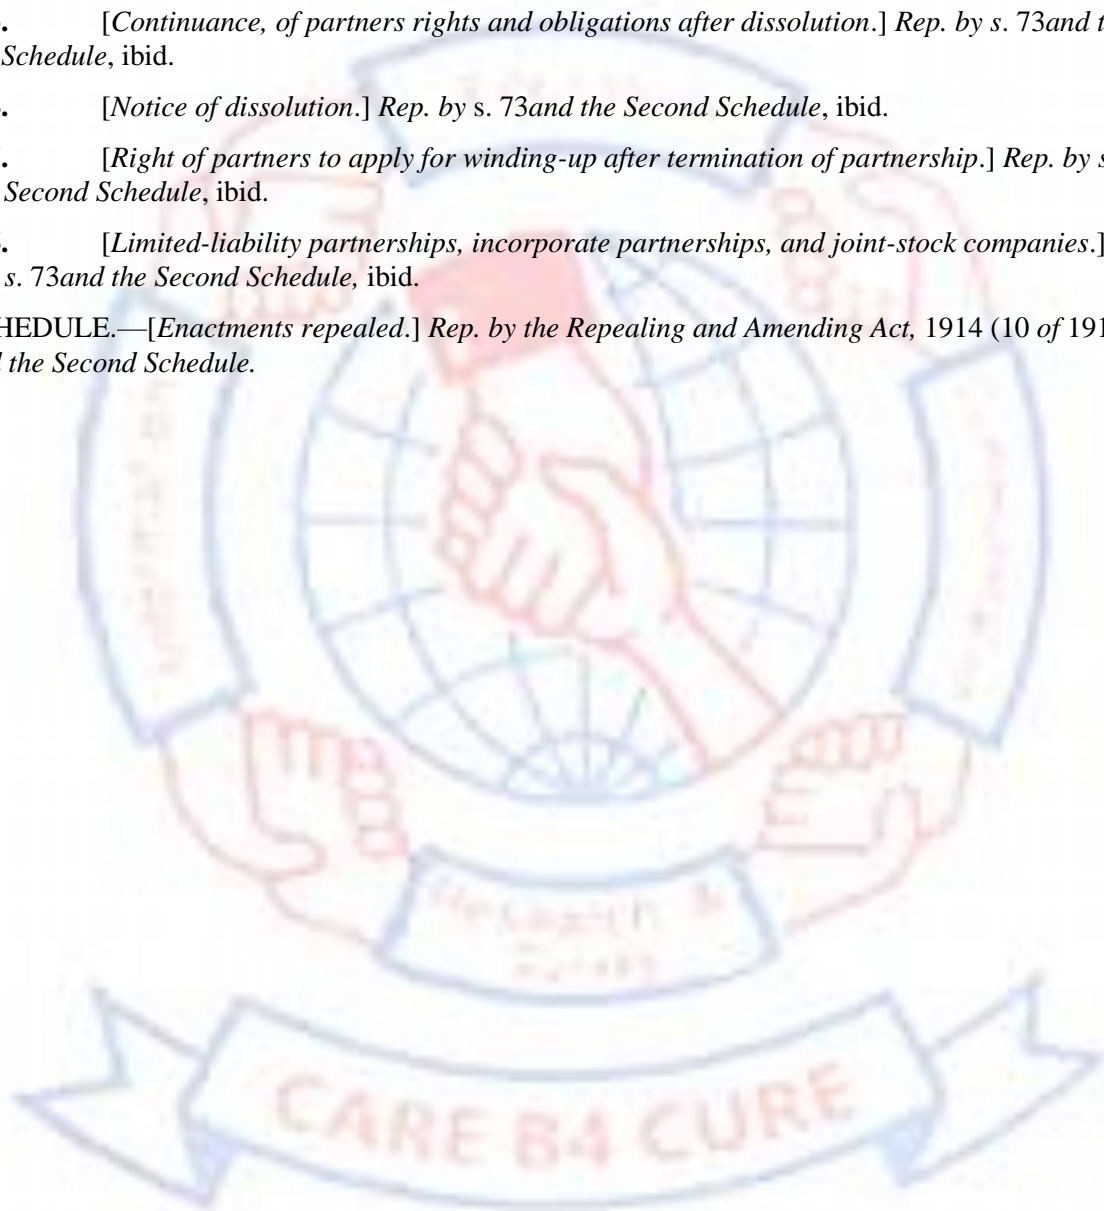 . [Continuance, of partners rights and obligations after dissolution.] Rep. by s. 73and t
Schedule, ibid.
. [Notice of dissolution.] Rep. by s. 73and the Second Schedule, ibid.
. [Right of partners to apply for winding-up after termination of partnership.] Rep. by s
Second Schedule, ibid.
. [Limited-liability partnerships, incorporate partnerships, and joint-stock companies.]
s. 73and the Second Schedule, ibid.
HEDULE.—[Enactments repealed.] Rep. by the Repealing and Amending Act, 1914 (10 of 191
the Second Schedule.
Research &
CARE B4 CURE